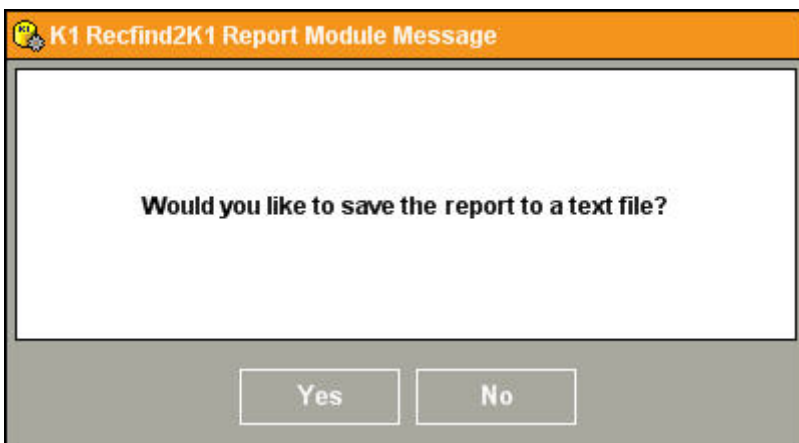 K1 Recfind2K1 Report Module Message
Would you like to save the report to a text file?
Yes No